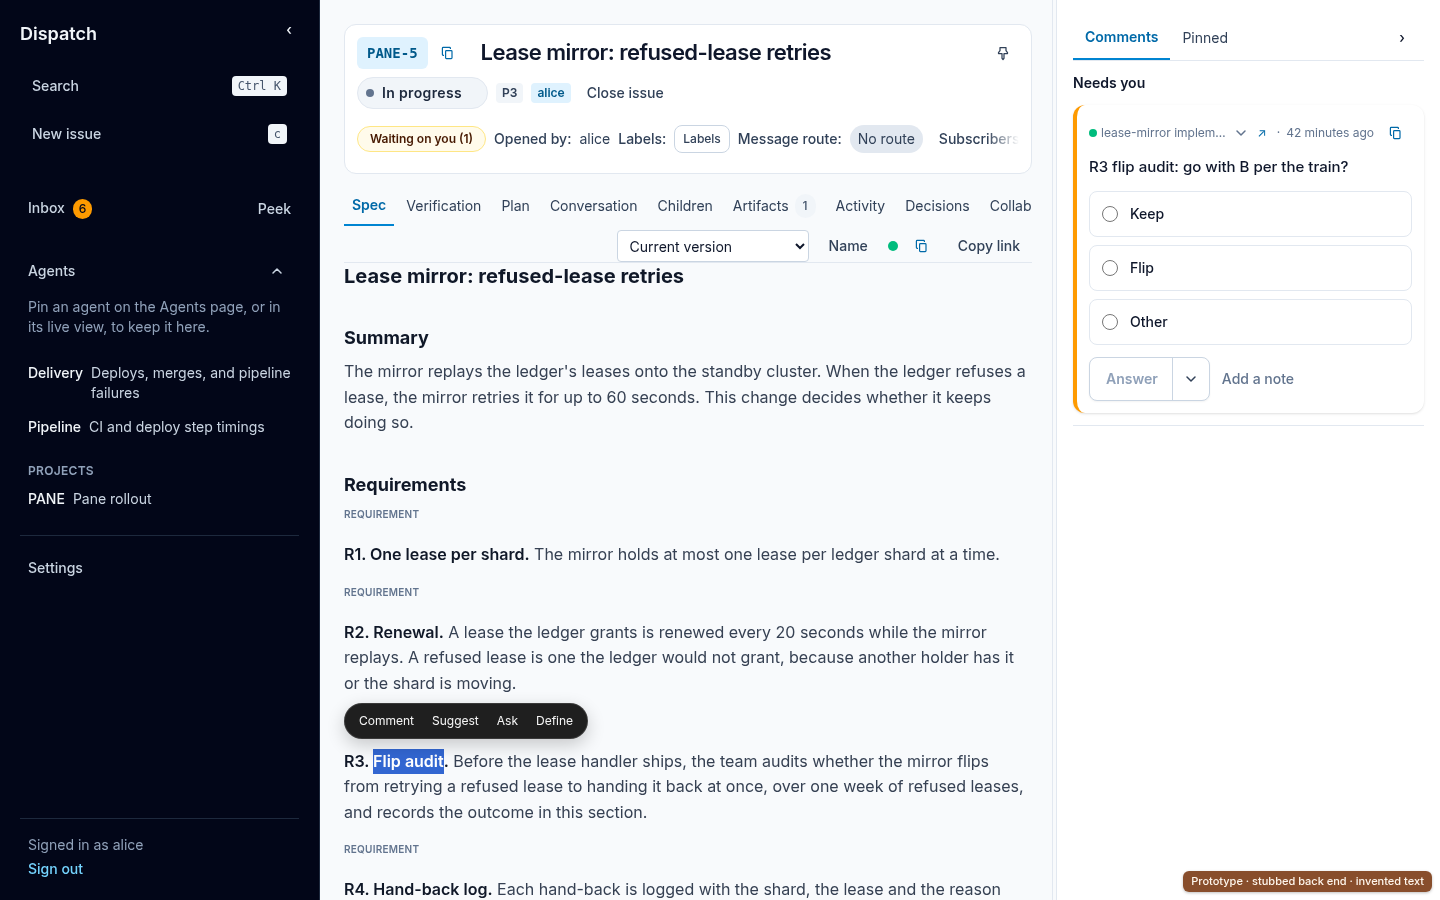 Dispatch
Search
Ctrl K
New issue
c
Inbox 6
Peek
Agents
Pin an agent on the Agents page, or in
its live view, to keep it here.
Delivery Deploys, merges, and pipeline
failures
Pipeline CI and deploy step timings
PROJECTS
PANE Pane rollout
Settings
Signed in as alice
Sign out
PANE-5
Lease mirror: refused-lease retries
In progress
P3
alice
Close issue
Waiting on you (1)
Opened by: alice
Labels: Labels
Message route: No route
Subscribers
Spec
Verification
Plan
Conversation
Children
Artifacts 1
Activity
Decisions
Collab
Current version
Name
Copy link
Lease mirror: refused-lease retries
Summary
The mirror replays the ledger's leases onto the standby cluster. When the ledger refuses a
lease, the mirror retries it for up to 60 seconds. This change decides whether it keeps
doing so.
Requirements
REQUIREMENT
R1. One lease per shard. The mirror holds at most one lease per ledger shard at a time.
REQUIREMENT
R2. Renewal. A lease the ledger grants is renewed every 20 seconds while the mirror
replays. A refused lease is one the ledger would not grant, because another holder has it
or the shard is moving.
Comment Suggest Ask Define
R3. Flip audit. Before the lease handler ships, the team audits whether the mirror flips
from retrying a refused lease to handing it back at once, over one week of refused leases,
and records the outcome in this section.
REQUIREMENT
R4. Hand-back log. Each hand-back is logged with the shard, the lease and the reason
Comments
Pinned
Needs you
lease-mirror implem... · 42 minutes ago
R3 flip audit: go with B per the train?
Keep
Flip
Other
Answer
Add a note
Prototype · stubbed back end · invented text